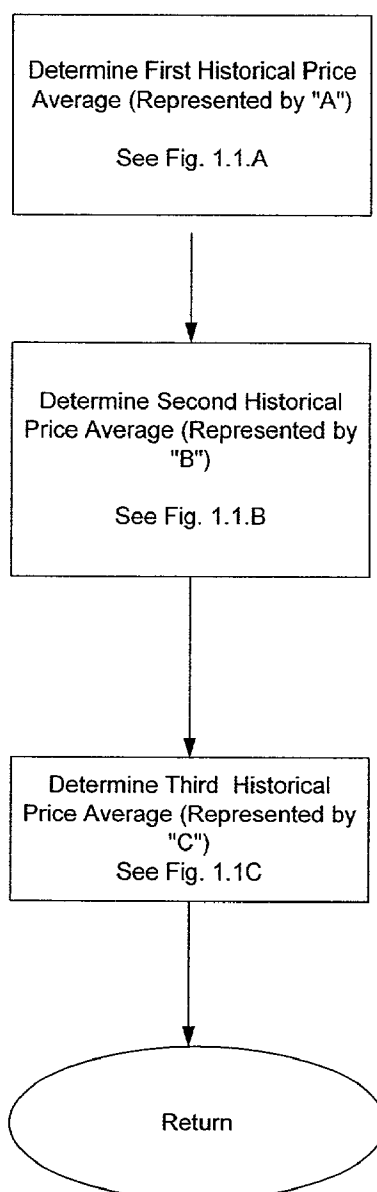 Determine First Historical Price
Average (Represented by "A")
See Fig. 1.1.A
Determine Second Historical
Price Average (Represented by
"B")
See Fig. 1.1.B
Determine Third Historical
Price Average (Represented by
"C")
See Fig. 1.1C
Return